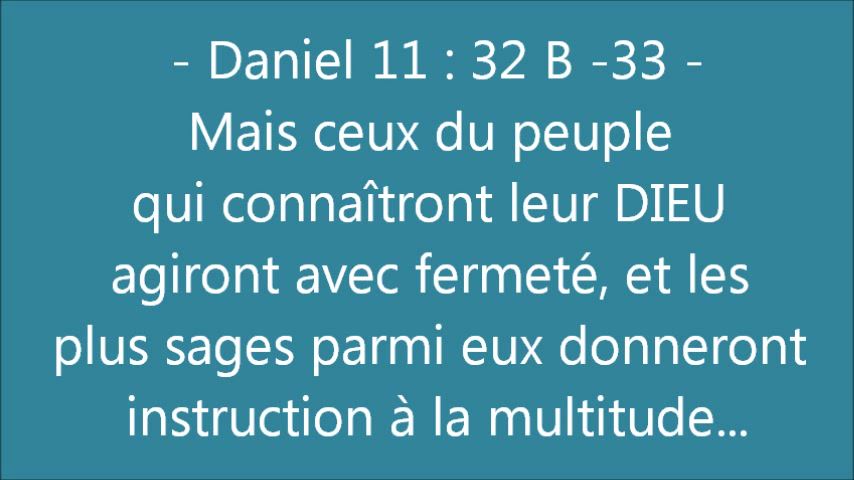 - Daniel 11 : 32 B -33 -
Mais ceux du peuple
qui connaîtront leur DIEU
agiront avec fermeté, et les
plus sages parmi eux donneront
instruction à la multitude...